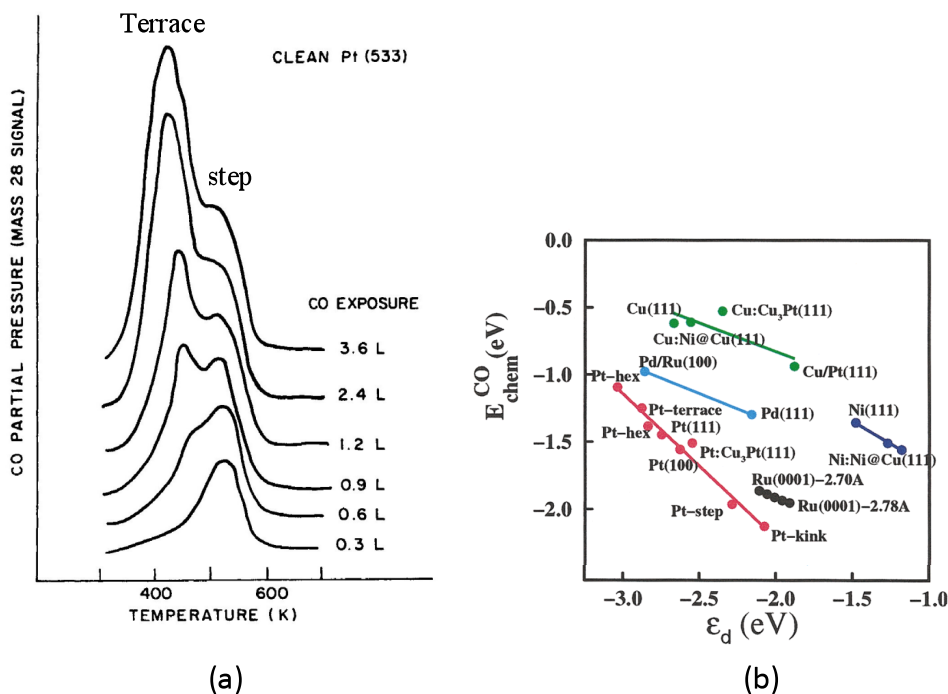 Terrace
CLEAN Pt (533)
step
CO PARTIAL PRESSURE (MASS 28 SIGNAL)
CO EXPOSURE
3.6 L
2.4 L
1.2 L
0.9 L
0.6 L
0.3 L
400
600
TEMPERATURE (K)
(a)
0.0
-0.5
-1.0
-1.5
-2.0
E^CO_chem (eV)
Cu(111)
Cu:Cu3Pt(111)
Cu:Ni@Cu(111)
Pd/Ru(100)
Cu/Pt(111)
Pt-hex
Pt-terrace
Pd(111)
Ni(111)
Pt-hex
Pt(111)
Pt:Cu3Pt(111)
Ni:Ni@Cu(111)
Pt(100)
Ru(0001)-2.70A
Pt-step
Ru(0001)-2.78A
Pt-kink
-3.0
-2.5
-2.0
-1.5
-1.0
εd (eV)
(b)